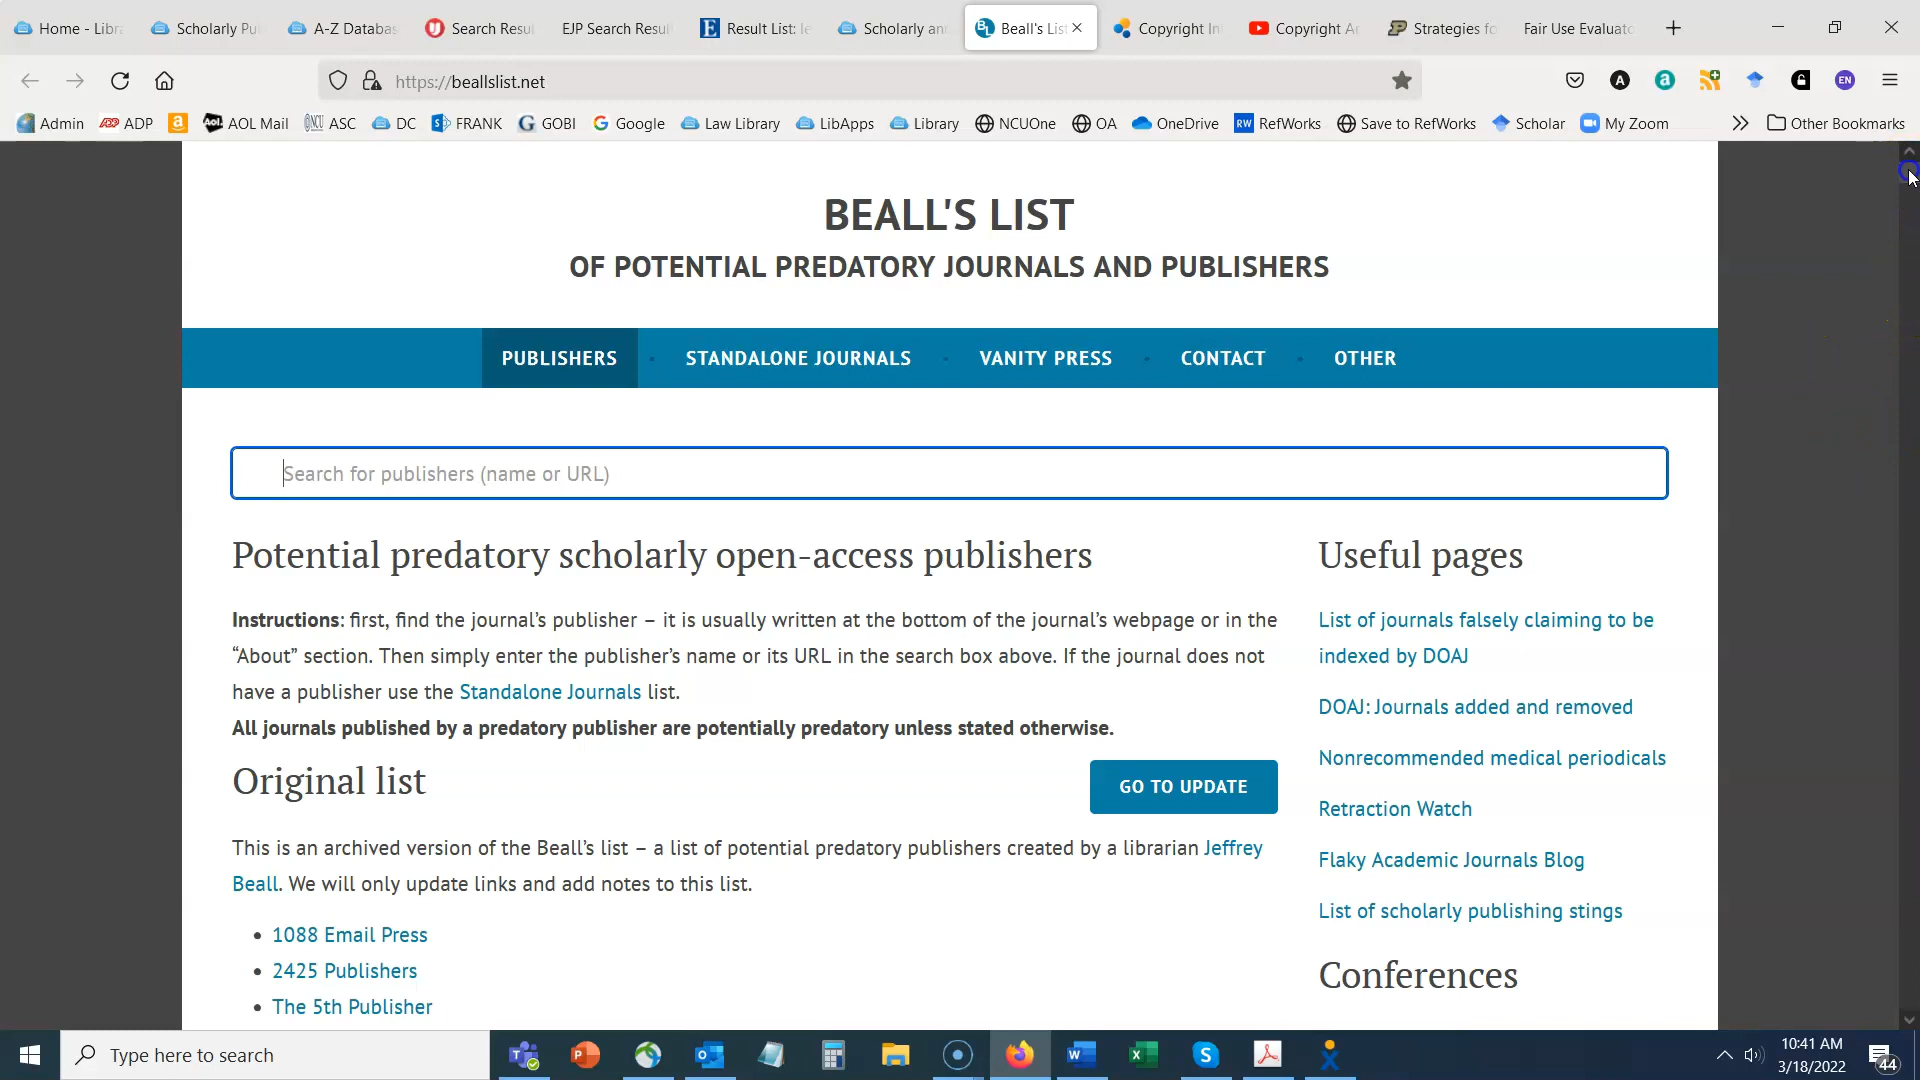 Home - Libr
Scholarly Pu
A-Z Databas
Search Resu
EJP Search Resul
Result List: le
Scholarly an
Beall's Lis
Copyright In
Copyright A
Strategies fo
Fair Use Evaluato
https://beallslist.net
A
a
EN
Admin
ADP
AOL Mail
ASC
DC
FRANK
GOBI
Google
Law Library
LibApps
Library
NCUOne
OA
OneDrive
RefWorks
Save to RefWorks
Scholar
My Zoom
Other Bookmarks
BEALL'S LIST
OF POTENTIAL PREDATORY JOURNALS AND PUBLISHERS
PUBLISHERS
STANDALONE JOURNALS
VANITY PRESS
CONTACT
OTHER
Search for publishers (name or URL)
Potential predatory scholarly open-access publishers
Instructions: first, find the journal's publisher – it is usually written at the bottom of the journal's webpage or in the
“About” section. Then simply enter the publisher's name or its URL in the search box above. If the journal does not
have a publisher use the Standalone Journals list.
All journals published by a predatory publisher are potentially predatory unless stated otherwise.
Original list
GO TO UPDATE
This is an archived version of the Beall's list – a list of potential predatory publishers created by a librarian Jeffrey
Beall. We will only update links and add notes to this list.
1088 Email Press
2425 Publishers
The 5th Publisher
Useful pages
List of journals falsely claiming to be
indexed by DOAJ
DOAJ: Journals added and removed
Nonrecommended medical periodicals
Retraction Watch
Flaky Academic Journals Blog
List of scholarly publishing stings
Conferences
Type here to search
10:41 AM
3/18/2022
44